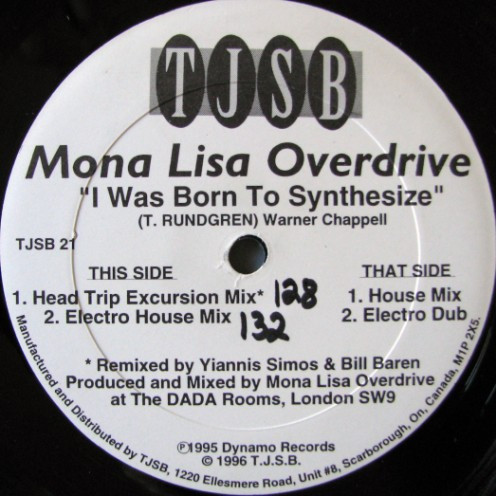 TJSB
Mona Lisa Overdrive
"I Was Born To Synthesize"
(T. RUNDGREN) Warner Chappell
TJSB 21
THIS SIDE
1. Head Trip Excursion Mix* 128
2. Electro House Mix 132
THAT SIDE
1. House Mix
2. Electro Dub
* Remixed by Yiannis Simos & Bill Baren
Produced and Mixed by Mona Lisa Overdrive
at The DADA Rooms, London SW9
℗1995 Dynamo Records
© 1996 T.J.S.B.
Manufactured and Distributed by TJSB, 1220 Ellesmere Road, Unit #8, Scarborough, On, Canada, M1P 2X5.